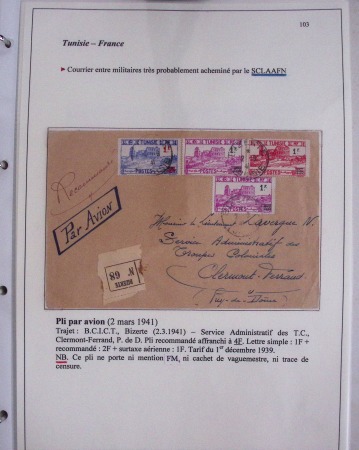 103
Tunisie – France
► Courrier entre militaires très probablement acheminé par le SCLAAFN
TUNISIE
POSTES
1F
Recommandé
Par Avion
BIZERTE
N° 68
Monsieur le Lieutenant Lavergne N.
Service Administratif des
Troupes Coloniales
Clermont-Ferrand
(Puy-de-Dôme)
Pli par avion (2 mars 1941)
Trajet : B.C.I.C.T., Bizerte (2.3.1941) – Service Administratif des T.C.,
Clermont-Ferrand, P. de D. Pli recommandé affranchi à 4F. Lettre simple : 1F +
recommandé : 2F + surtaxe aérienne : 1F. Tarif du 1er décembre 1939.
NB. Ce pli ne porte ni mention FM, ni cachet de vaguemestre, ni trace de
censure.